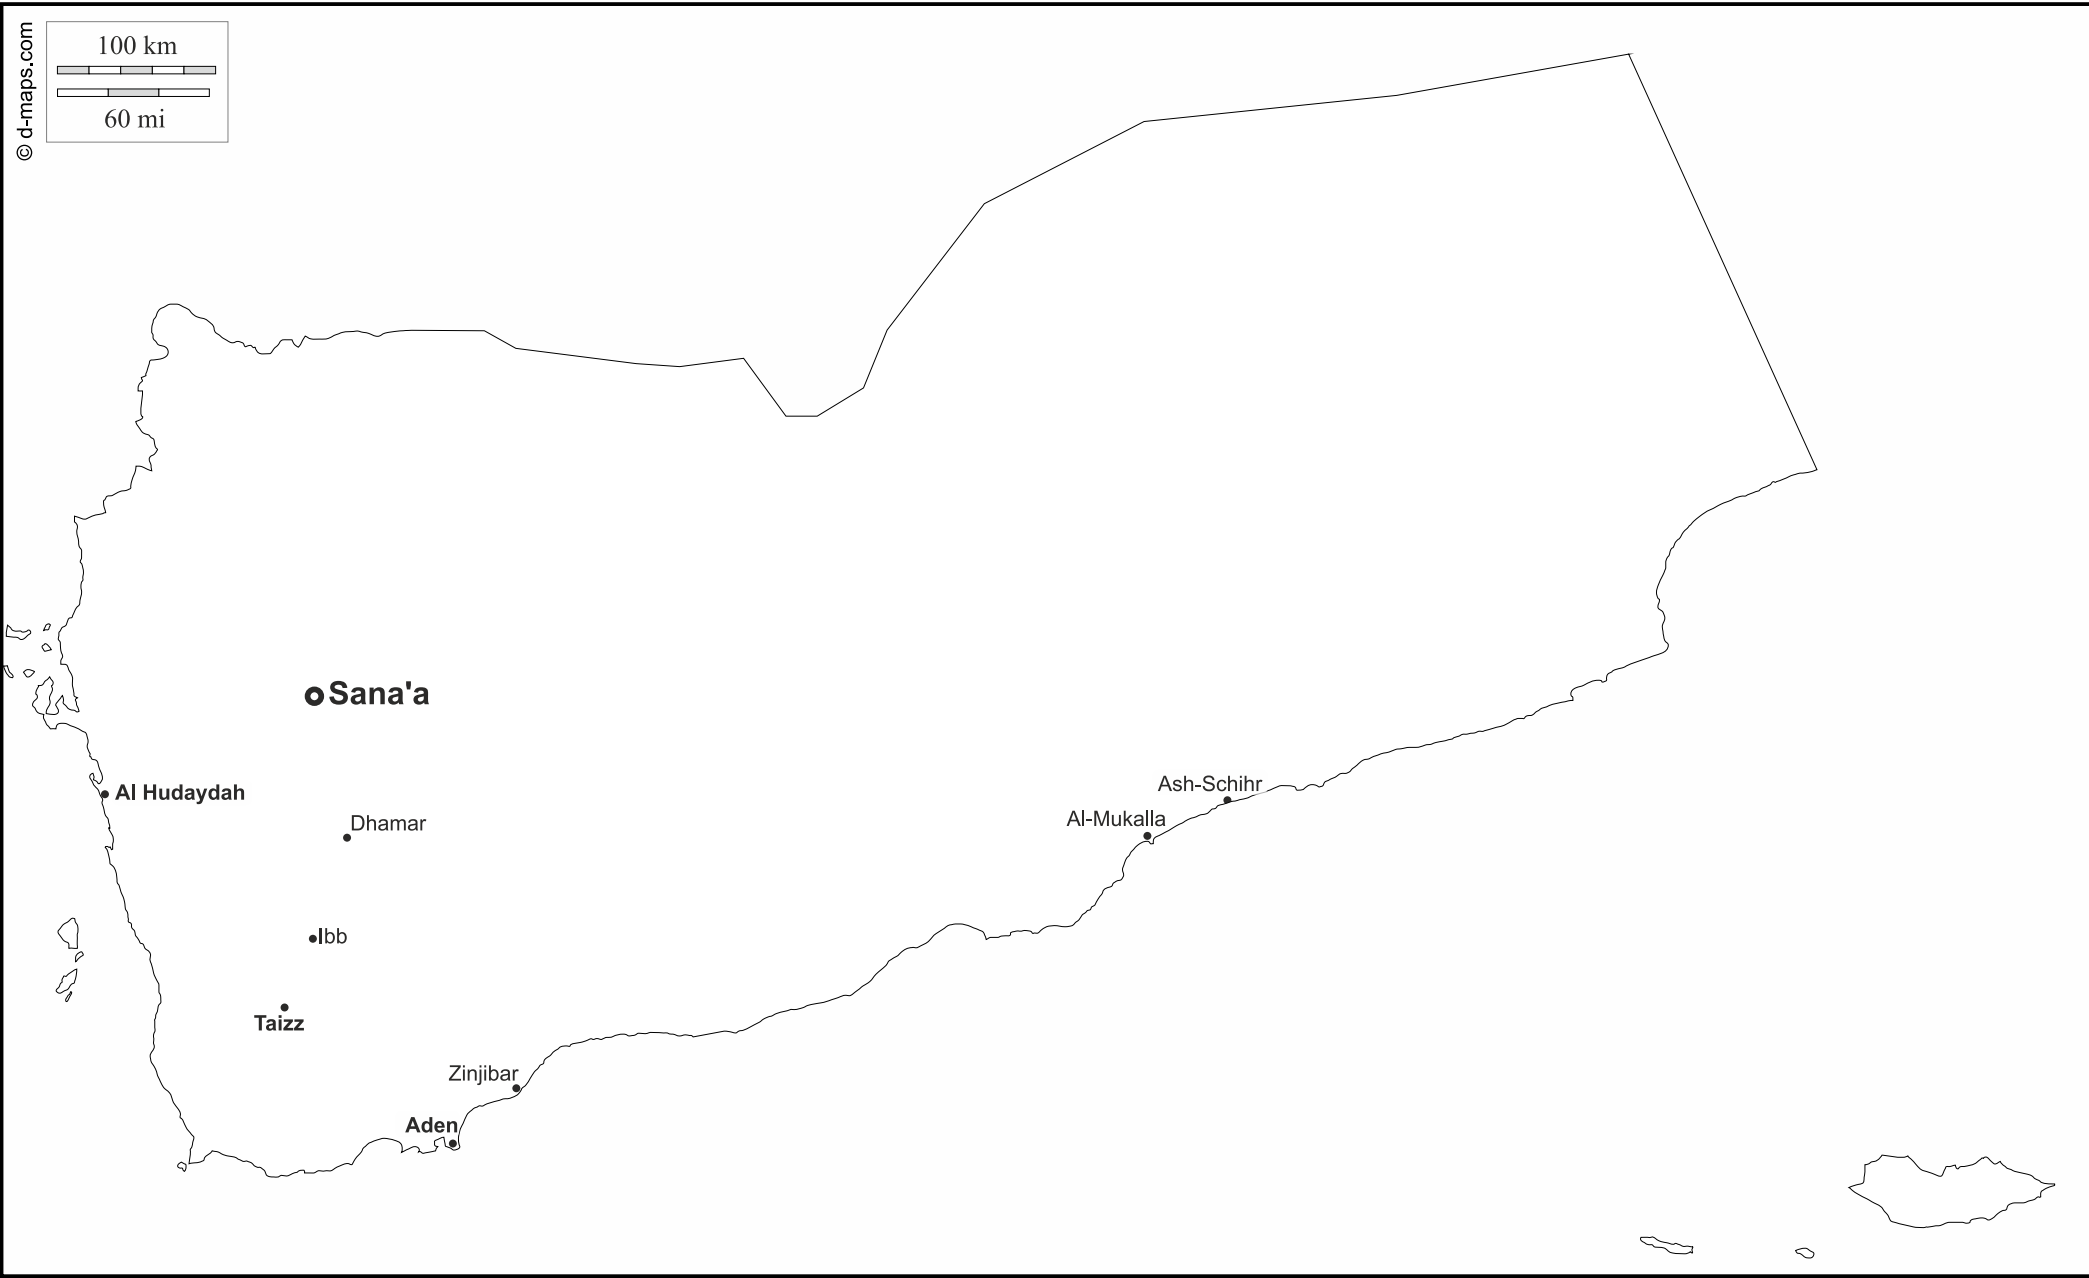 © d-maps.com
100 km
60 mi
Sana'a
Al Hudaydah
Dhamar
Ash-Schihr
Al-Mukalla
Ibb
Taizz
Zinjibar
Aden